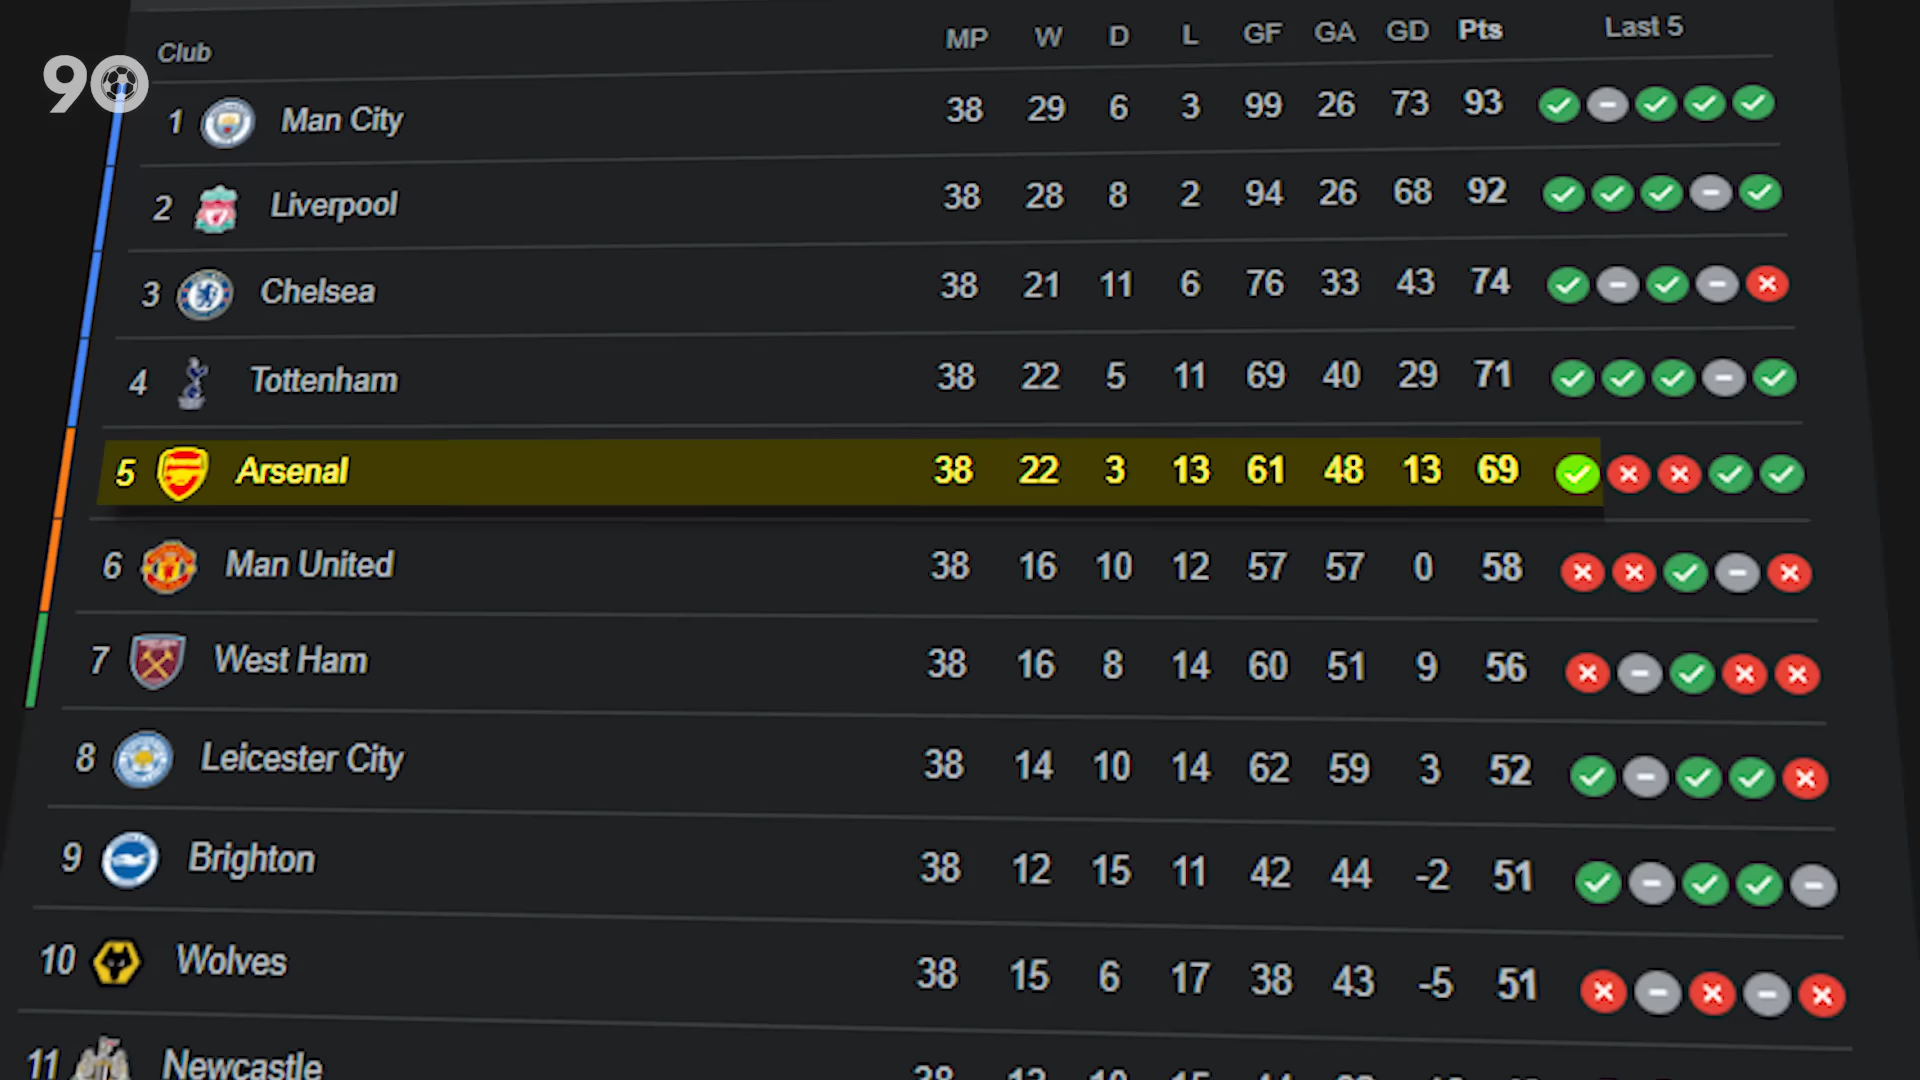 90
Club MP W D L GF GA GD Pts Last 5
1 Man City 38 29 6 3 99 26 73 93
2 Liverpool 38 28 8 2 94 26 68 92
3 Chelsea 38 21 11 6 76 33 43 74
4 Tottenham 38 22 5 11 69 40 29 71
5 Arsenal 38 22 3 13 61 48 13 69
6 Man United 38 16 10 12 57 57 0 58
7 West Ham 38 16 8 14 60 51 9 56
8 Leicester City 38 14 10 14 62 59 3 52
9 Brighton 38 12 15 11 42 44 -2 51
10 Wolves 38 15 6 17 38 43 -5 51
11 Newcastle